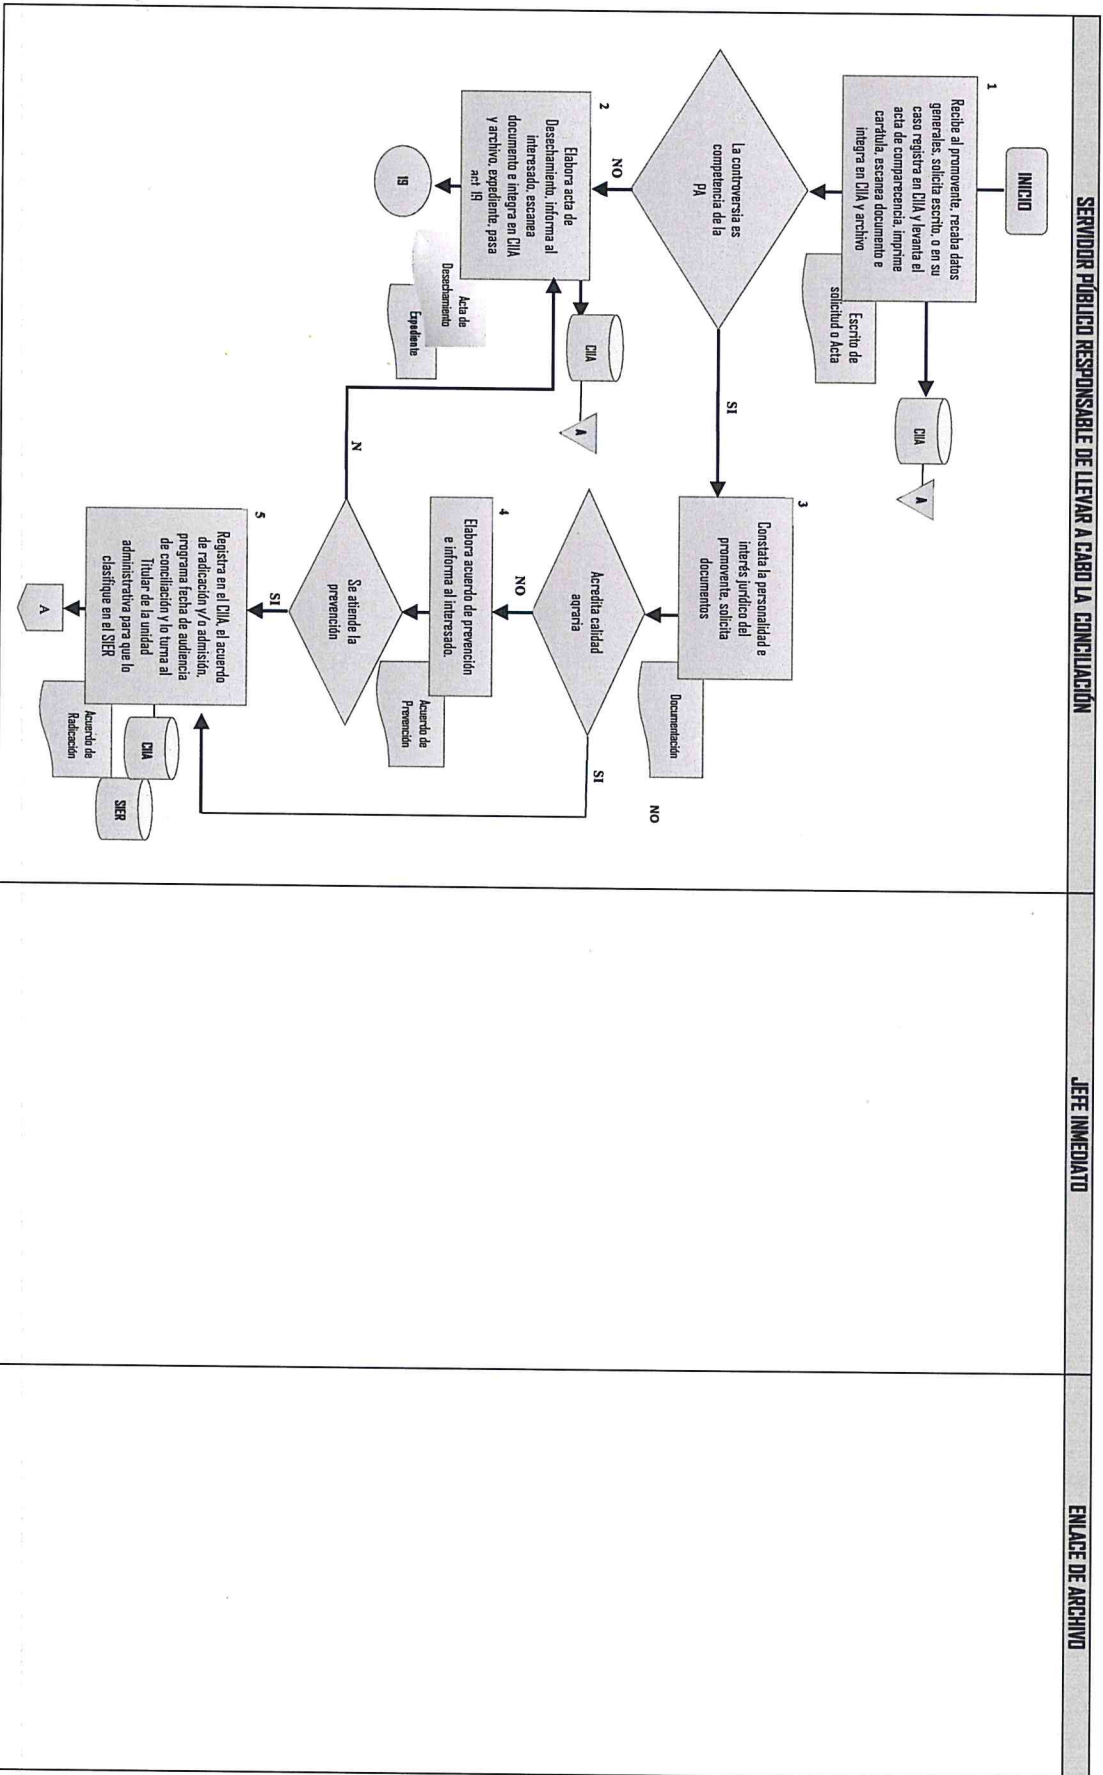 SERVIDOR PÚBLICO RESPONSABLE DE LLEVAR A CABO LA CONCILIACIÓN
JEFE INMEDIATO
ENLACE DE ARCHIVO
INICIO
1
Recibe al promovente, recaba datos
generales, solicita escrito, o en su
caso registra en CIIA y levanta el
acta de comparecencia, imprime
carátula, escanea documento e
integra en CIIA y archivo
Escrito de
solicitud o Acta
CIIA
A
La controversia es
competencia de la
PA
NO
SI
2
Elabora acta de
Desechamiento, informa al
interesado, escanea
documento e integra en CIIA
y archivo, expediente, pasa
act 19
CIIA
A
Acta de
Desechamiento
Expediente
19
3
Constata la personalidad e
interés jurídico del
promovente, solicita
documentos
Documentación
NO
Acredita calidad
agraria
SI
NO
4
Elabora acuerdo de prevención
e informa al interesado.
Acuerdo de
Prevención
Se atiende la
prevención
N
SI
5
Registra en el CIIA, el acuerdo
de radicación y/o admisión,
programa fecha de audiencia
de conciliación y lo turna al
Titular de la unidad
administrativa para que lo
clasifique en el SIER
CIIA
SIER
Acuerdo de
Radicación
A